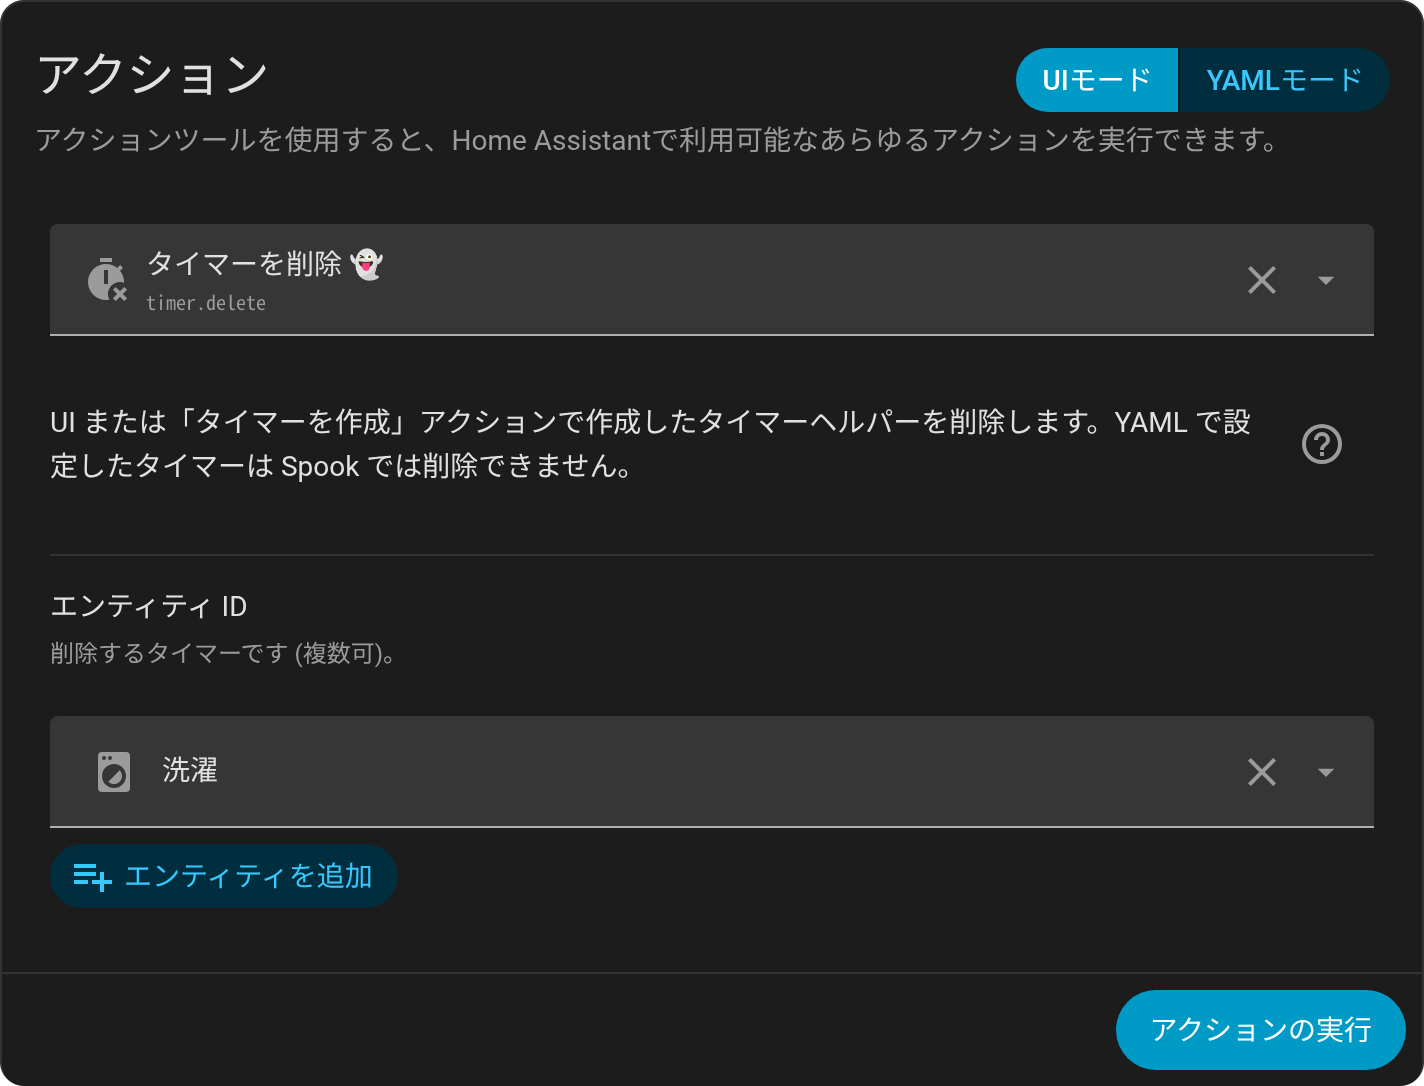 アクション
UIモード
YAMLモード
アクションツールを使用すると、Home Assistantで利用可能なあらゆるアクションを実行できます。
タイマーを削除 👻
timer.delete
UI または「タイマーを作成」アクションで作成したタイマーヘルパーを削除します。YAML で設
定したタイマーは Spook では削除できません。
エンティティ ID
削除するタイマーです (複数可)。
洗濯
エンティティを追加
アクションの実行